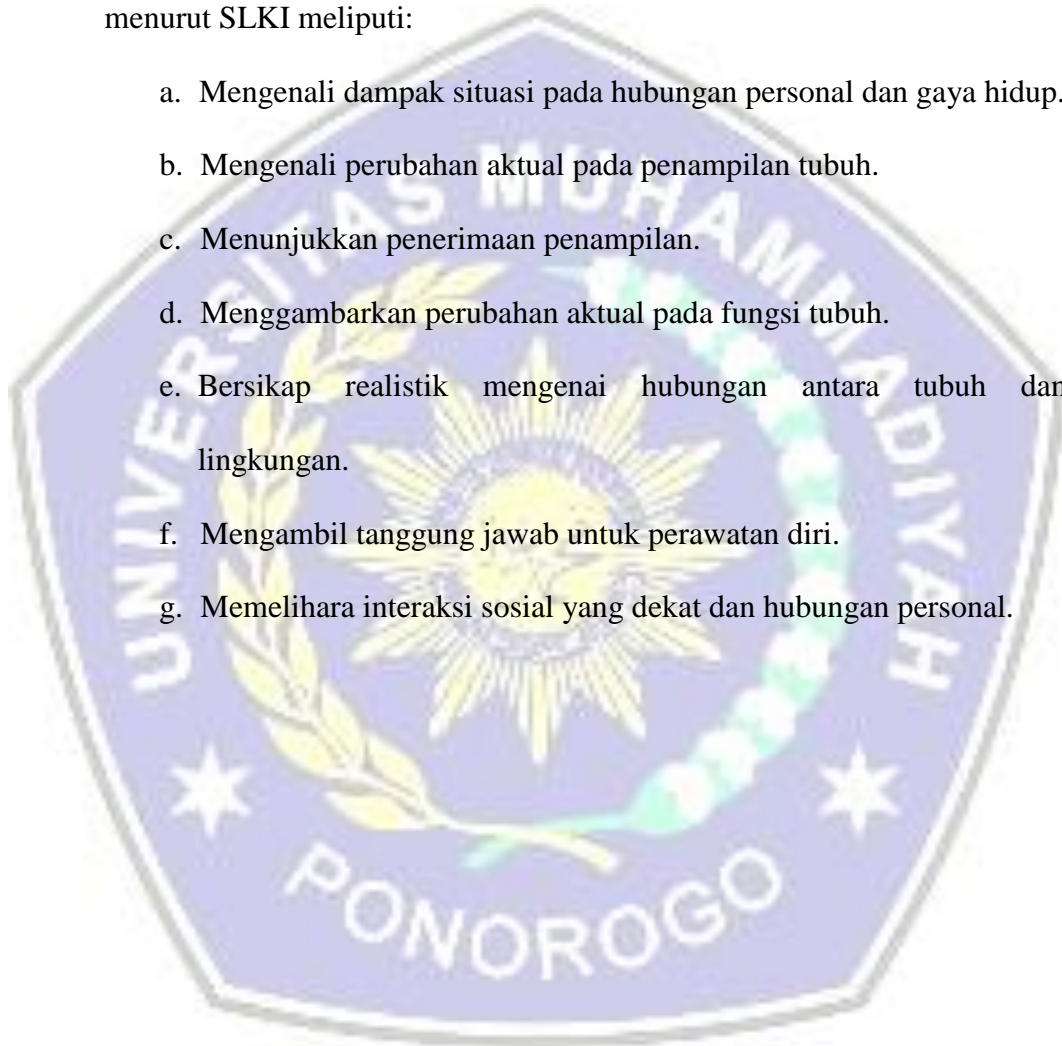 menurut SLKI meliputi:
a. Mengenali dampak situasi pada hubungan personal dan gaya hidup.
b. Mengenali perubahan aktual pada penampilan tubuh.
c. Menunjukkan penerimaan penampilan.
d. Menggambarkan perubahan aktual pada fungsi tubuh.
e. Bersikap realistik mengenai hubungan antara tubuh dan
lingkungan.
f. Mengambil tanggung jawab untuk perawatan diri.
g. Memelihara interaksi sosial yang dekat dan hubungan personal.
UNIVERSITAS MUHAMMADIYAH
PONOROGO